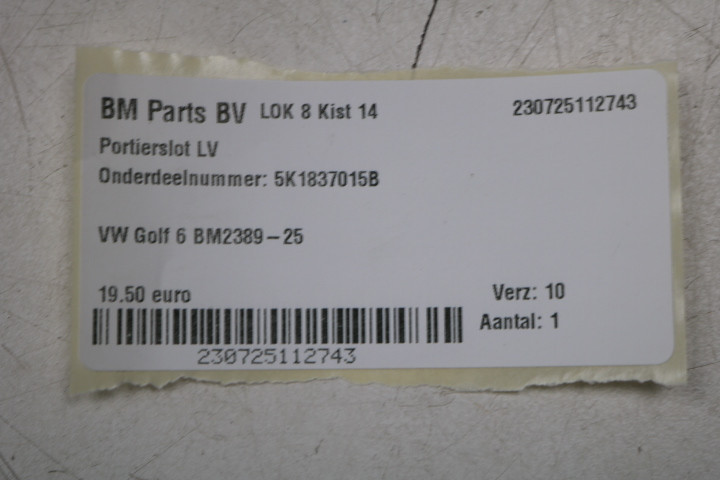 BM Parts BV LOK 8 Kist 14 230725112743
Portierslot LV
Onderdeelnummer: 5K1837015B
VW Golf 6 BM2389-25
19.50 euro Verz: 10
Aantal: 1
230725112743